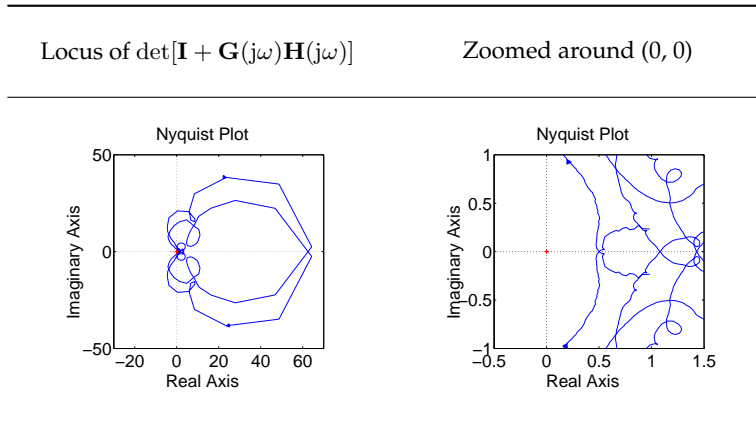 Locus of det[I + G(jω)H(jω)]
Zoomed around (0, 0)
Nyquist Plot
50
0
−50
−20 0 20 40 60
Imaginary Axis
Real Axis
Nyquist Plot
1
0.5
0
−0.5
−1
−0.5 0 0.5 1 1.5
Imaginary Axis
Real Axis